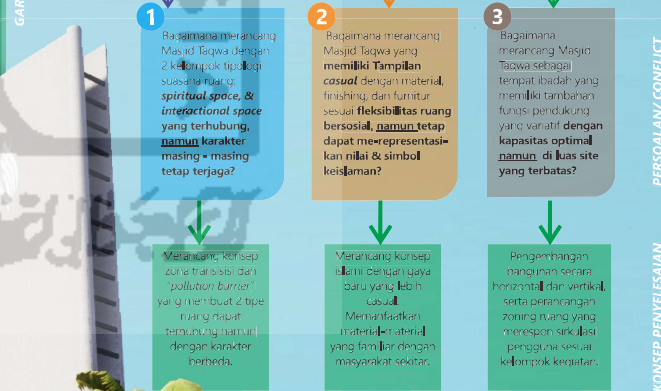 GAR
1
Bagaimana merancang
Masjid Taqwa dengan
2 kelompok tipologi
suasana ruang:
spiritual space, &
interactional space
yang terhubung,
namun karakter
masing - masing
tetap terjaga?
2
Bagaimana merancang
Masjid Taqwa yang
memiliki Tampilan
casual dengan material,
finishing, dan furnitur
sesuai fleksibilitas ruang
bersosial, namun tetap
dapat me-representasi-
kan nilai & simbol
keislaman?
3
Bagaimana
merancang Masjid
Taqwa sebagai
tempat ibadah yang
memiliki tambahan
fungsi pendukung
yang variatif dengan
kapasitas optimal
namun di luas site
yang terbatas?
PERSOALAN/ CONFLICT
Merancang konsep
zona transisisi dan
"pollution barrier"
yang membuat 2 tipe
ruang dapat
terhubung namun
dengan karakter
berbeda.
Merancang konsep
islami dengan gaya
baru yang lebih
casual.
Memanfaatkan
material-material
yang familiar dengan
masyarakat sekitar.
Pengembangan
bangunan secara
horizontal dan vertikal,
serta perancangan
zoning ruang yang
merespon sirkulasi
pengguna sesuai
kelompok kegiatan.
KONSEP PENYELESAIAN